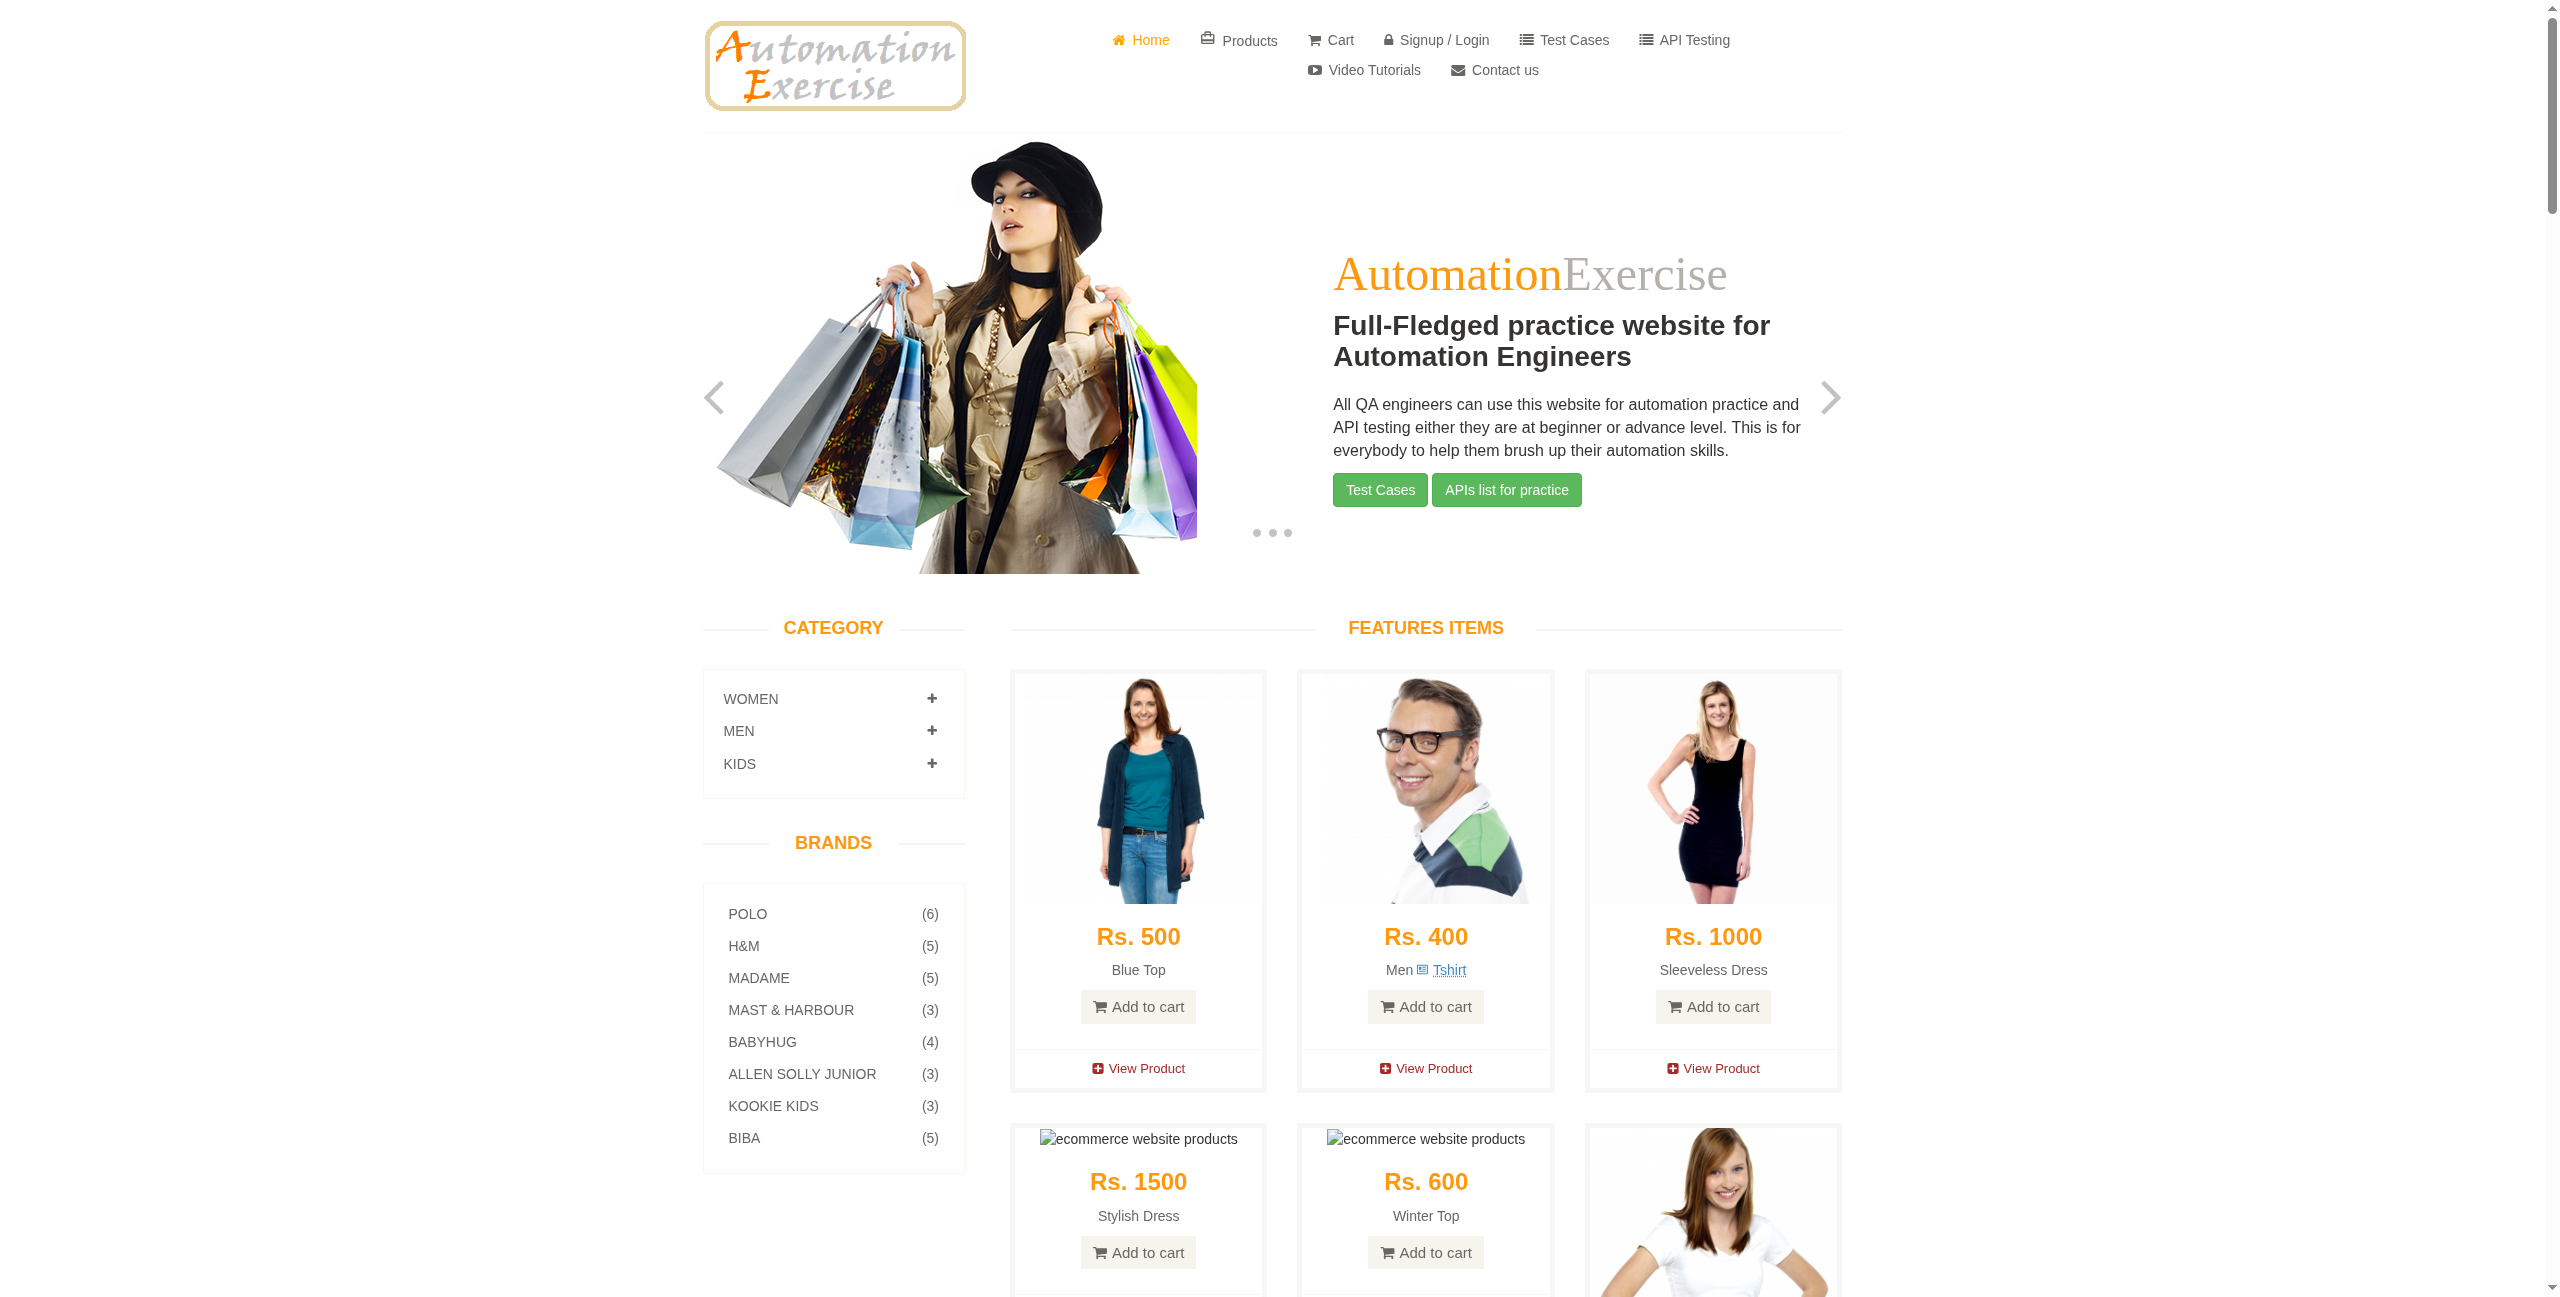 Automation
Exercise
Home
Products
Cart
Signup / Login
Test Cases
API Testing
Video Tutorials
Contact us
AutomationExercise
Full-Fledged practice website for
Automation Engineers
All QA engineers can use this website for automation practice and
API testing either they are at beginner or advance level. This is for
everybody to help them brush up their automation skills.
Test Cases
APIs list for practice
CATEGORY
WOMEN
MEN
KIDS
BRANDS
POLO (6)
H&M (5)
MADAME (5)
MAST & HARBOUR (3)
BABYHUG (4)
ALLEN SOLLY JUNIOR (3)
KOOKIE KIDS (3)
BIBA (5)
FEATURES ITEMS
Rs. 500
Blue Top
Add to cart
View Product
Rs. 400
Men Tshirt
Add to cart
View Product
Rs. 1000
Sleeveless Dress
Add to cart
View Product
ecommerce website products
Rs. 1500
Stylish Dress
Add to cart
ecommerce website products
Rs. 600
Winter Top
Add to cart